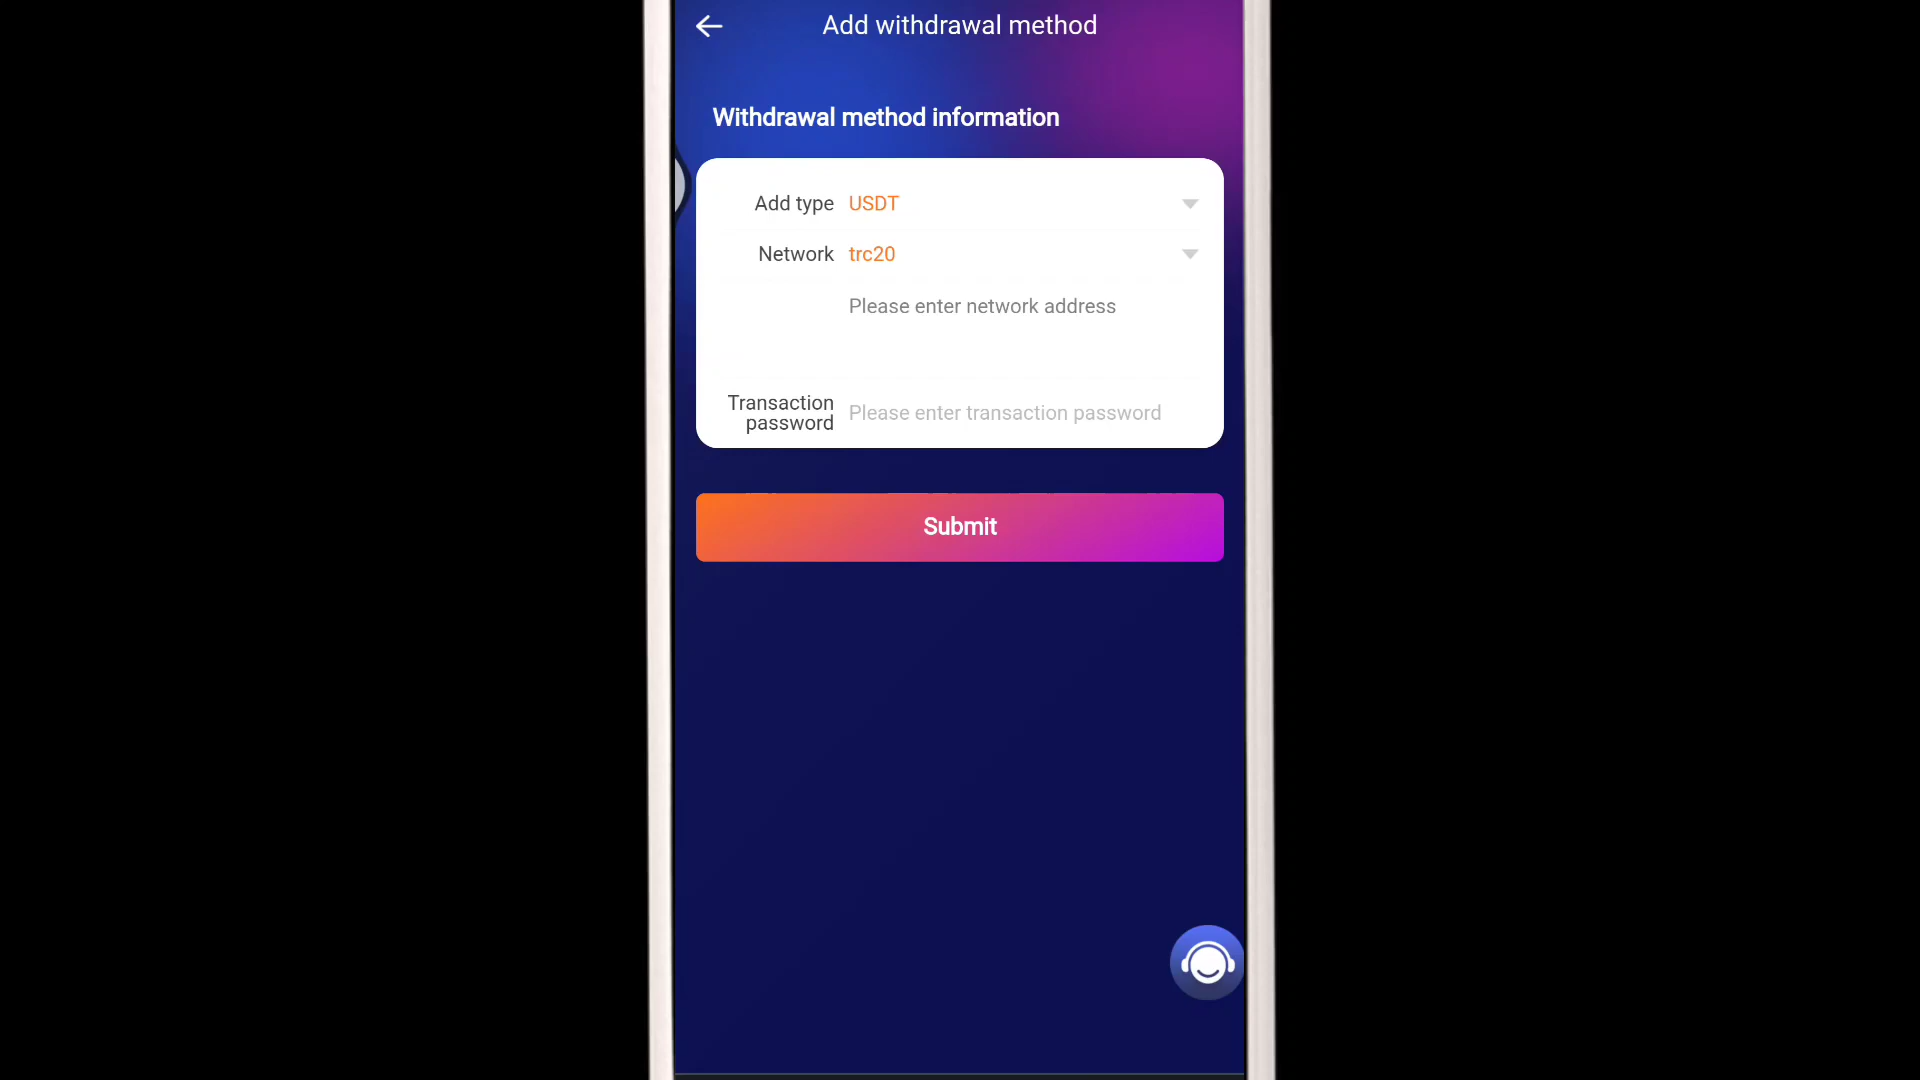 Add withdrawal method
Withdrawal method information
Add type USDT
Network trc20
Please enter network address
Transaction
password Please enter transaction password
Submit